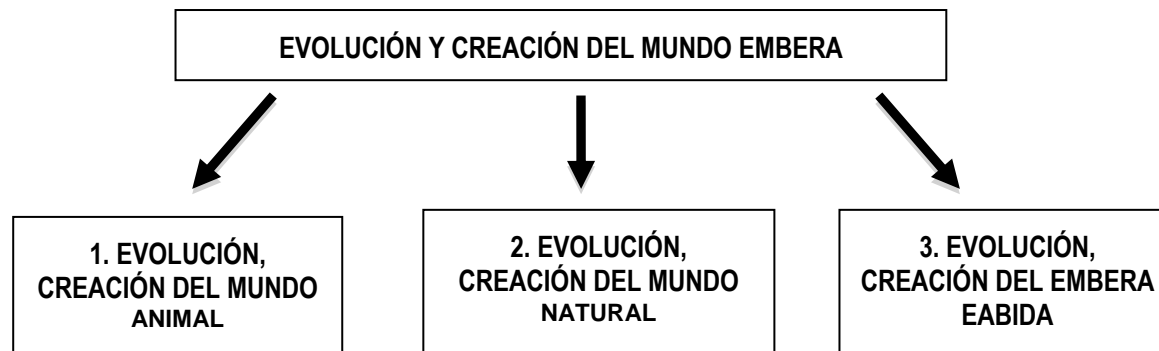 EVOLUCIÓN Y CREACIÓN DEL MUNDO EMBERA
1. EVOLUCIÓN,
CREACIÓN DEL MUNDO
ANIMAL
2. EVOLUCIÓN,
CREACIÓN DEL MUNDO
NATURAL
3. EVOLUCIÓN,
CREACIÓN DEL EMBERA
EABIDA